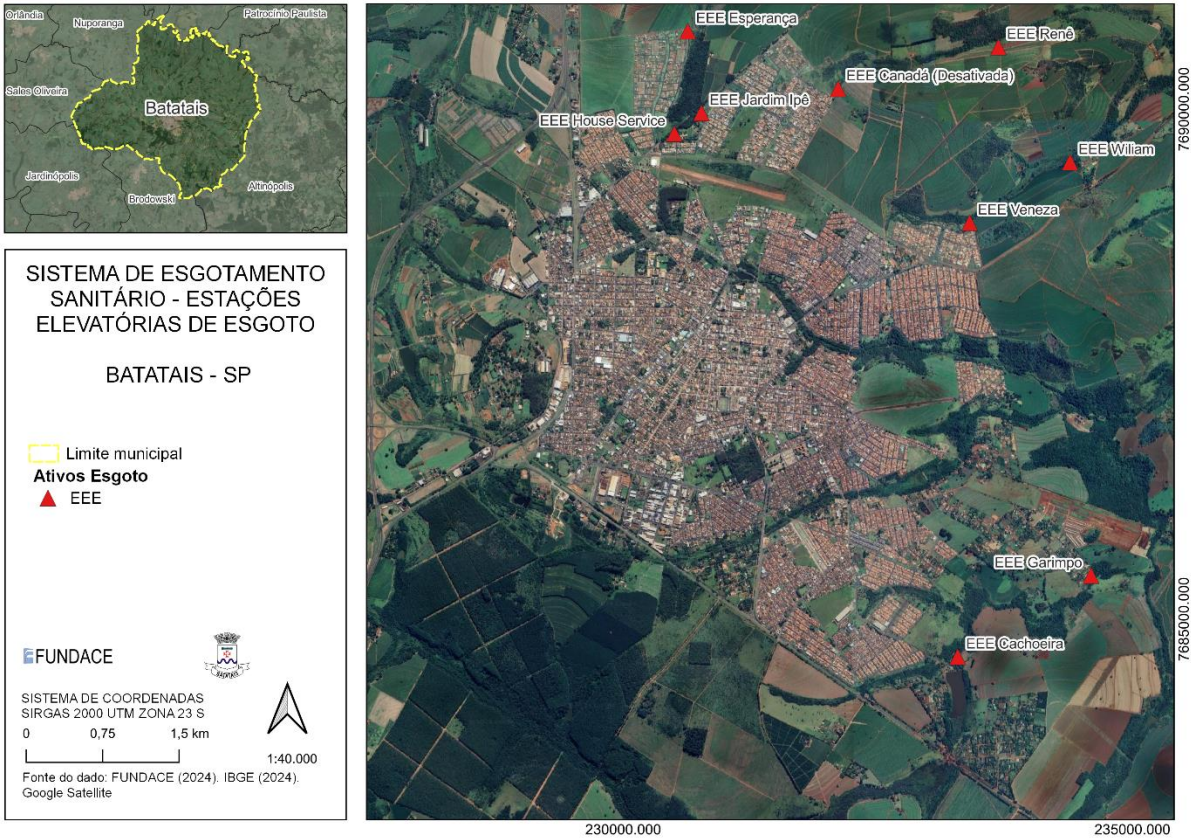 Orlândia
Nuporanga
Patrocínio Paulista
Sales Oliveira
Batatais
Jardinópolis
Brodowski
Altinópolis
SISTEMA DE ESGOTAMENTO
SANITÁRIO - ESTAÇÕES
ELEVATÓRIAS DE ESGOTO
BATATAIS - SP
Limite municipal
Ativos Esgoto
EEE
FUNDACE
BATATAIS
SISTEMA DE COORDENADAS
SIRGAS 2000 UTM ZONA 23 S
0 0,75 1,5 km
1:40.000
Fonte do dado: FUNDACE (2024). IBGE (2024).
Google Satellite
EEE Esperança
EEE Renê
EEE Canadá (Desativada)
EEE Jardim Ipê
EEE House Service
EEE Wiliam
EEE Veneza
EEE Garimpo
EEE Cachoeira
7690000.000
7685000.000
230000.000
235000.000